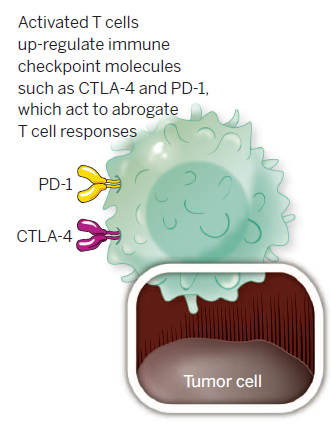 Activated T cells
up-regulate immune
checkpoint molecules
such as CTLA-4 and PD-1,
which act to abrogate
T cell responses
PD-1
CTLA-4
Tumor cell